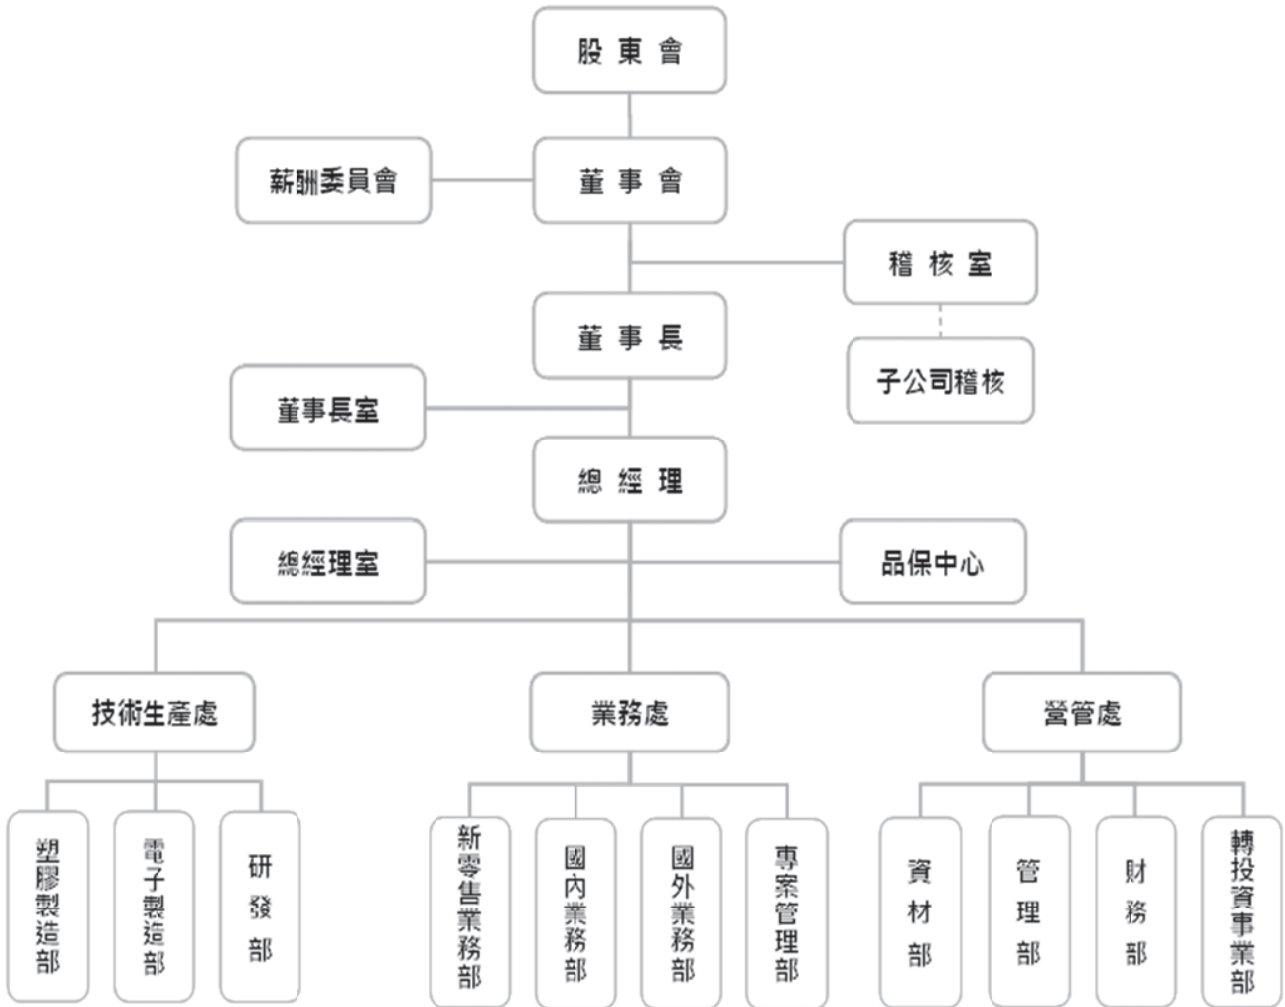 股東會
薪酬委員會
董事會
稽核室
董事長
子公司稽核
董事長室
總經理
總經理室
品保中心
技術生產處
業務處
營管處
塑膠製造部
電子製造部
研發部
新零售業務部
國內業務部
國外業務部
專案管理部
資材部
管理部
財務部
轉投資事業部